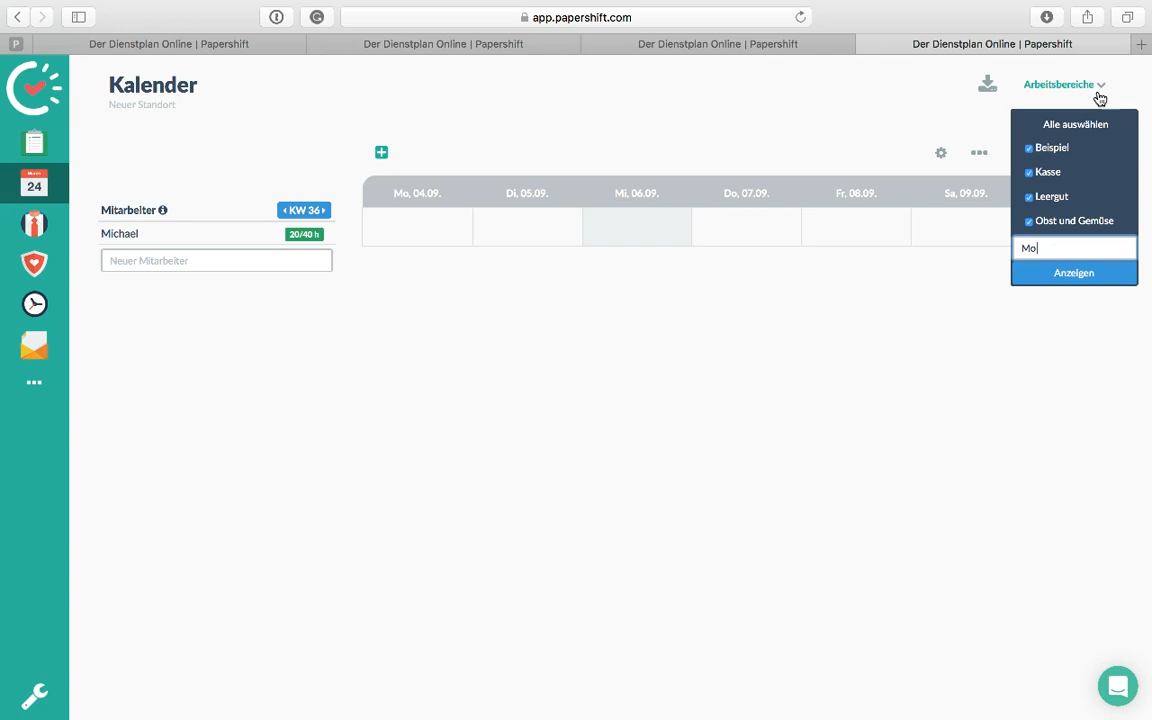 app.papershift.com
P
Der Dienstplan Online | Papershift
Der Dienstplan Online | Papershift
Der Dienstplan Online | Papershift
Der Dienstplan Online | Papershift
Kalender
Neuer Standort
Arbeitsbereiche
Alle auswählen
Beispiel
Kasse
Leergut
Obst und Gemüse
Mo
Anzeigen
24
Mo, 04.09.
Di, 05.09.
Mi, 06.09.
Do, 07.09.
Fr, 08.09.
Sa, 09.09.
Mitarbeiter
KW 36
Michael
20/40 h
Neuer Mitarbeiter